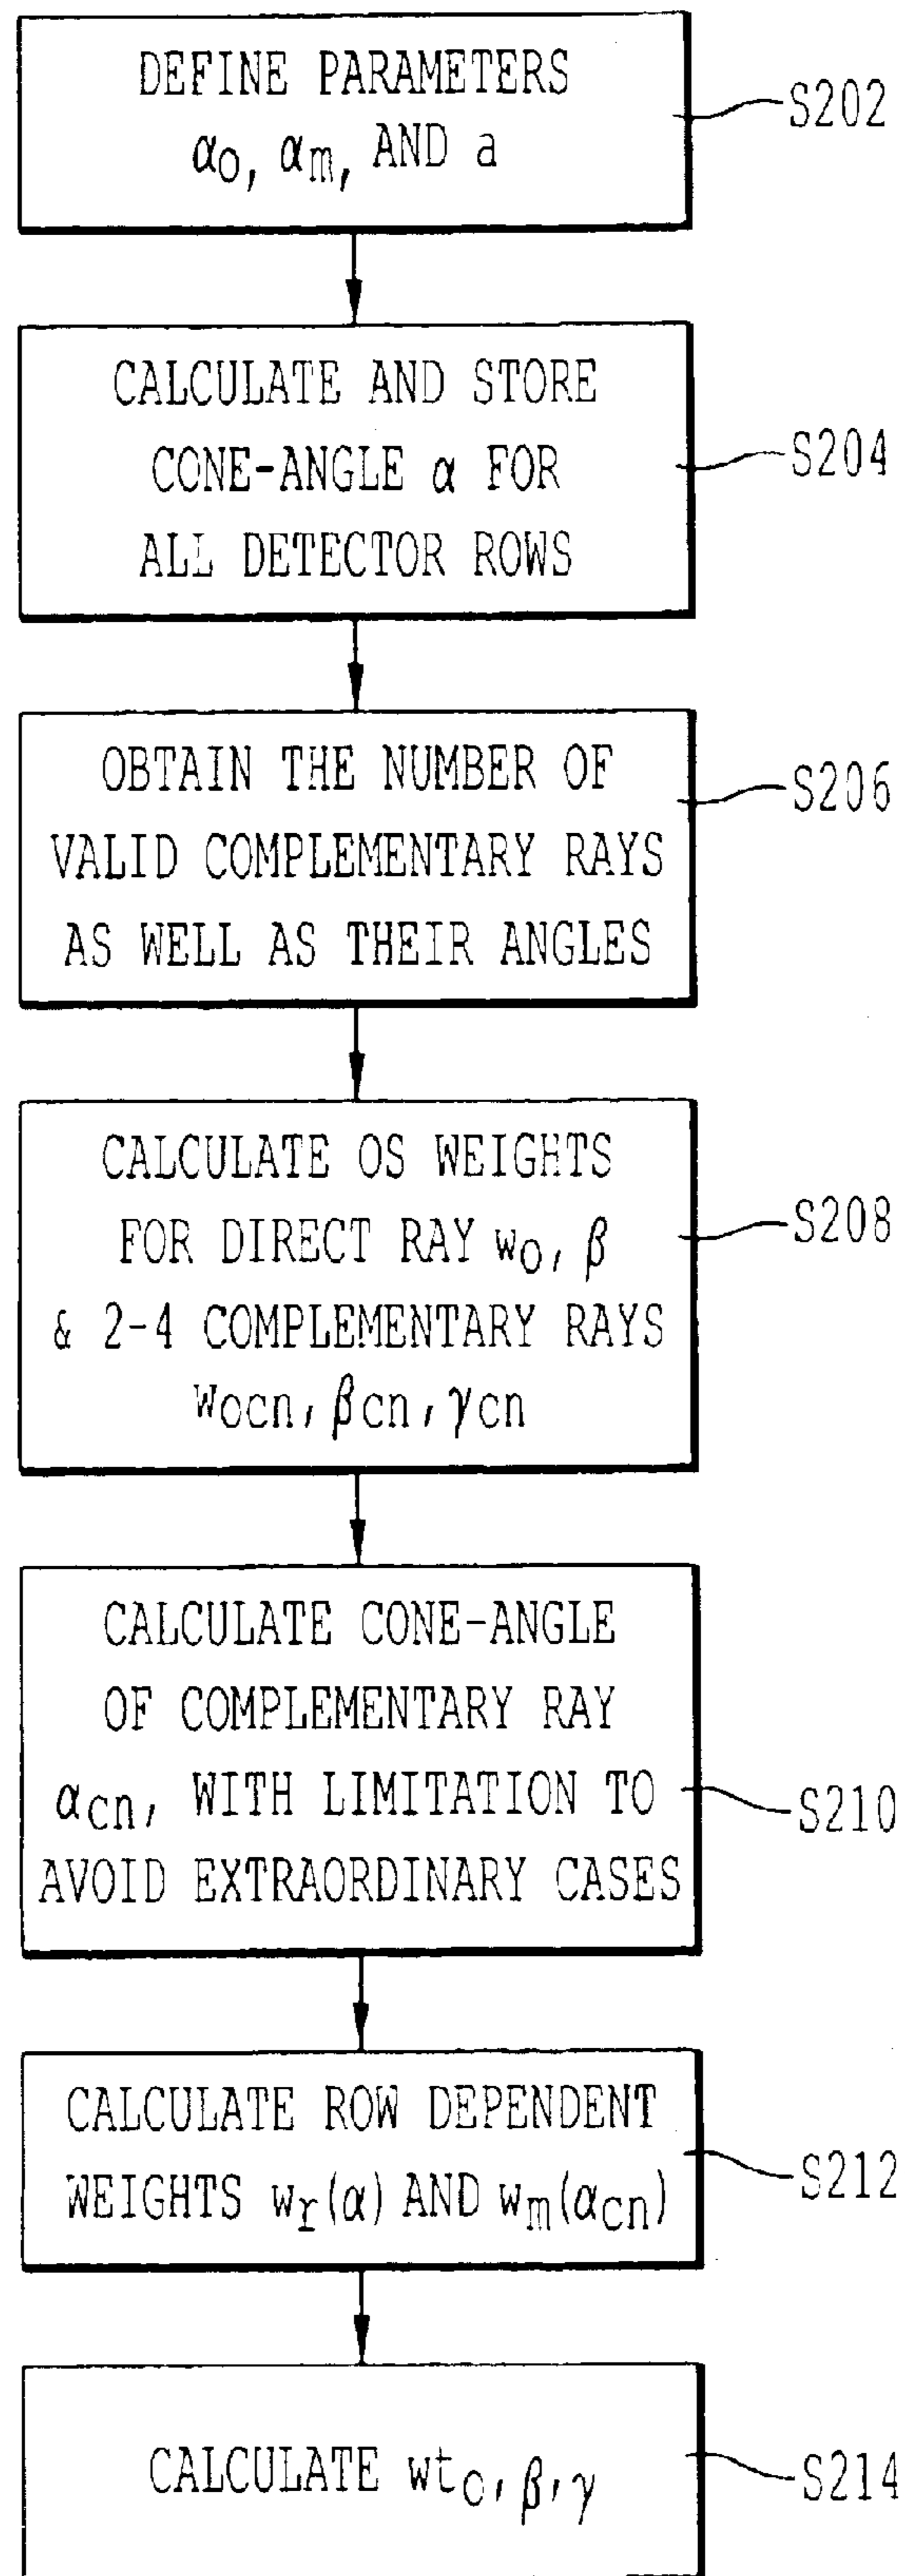 DEFINE PARAMETERS
α0, αm, AND a
S202
CALCULATE AND STORE
CONE-ANGLE α FOR
ALL DETECTOR ROWS
S204
OBTAIN THE NUMBER OF
VALID COMPLEMENTARY RAYS
AS WELL AS THEIR ANGLES
S206
CALCULATE OS WEIGHTS
FOR DIRECT RAY wo, β
& 2-4 COMPLEMENTARY RAYS
wocn, βcn, γcn
S208
CALCULATE CONE-ANGLE
OF COMPLEMENTARY RAY
αcn, WITH LIMITATION TO
AVOID EXTRAORDINARY CASES
S210
CALCULATE ROW DEPENDENT
WEIGHTS wr(α) AND wm(αcn)
S212
CALCULATE wto, β, γ
S214